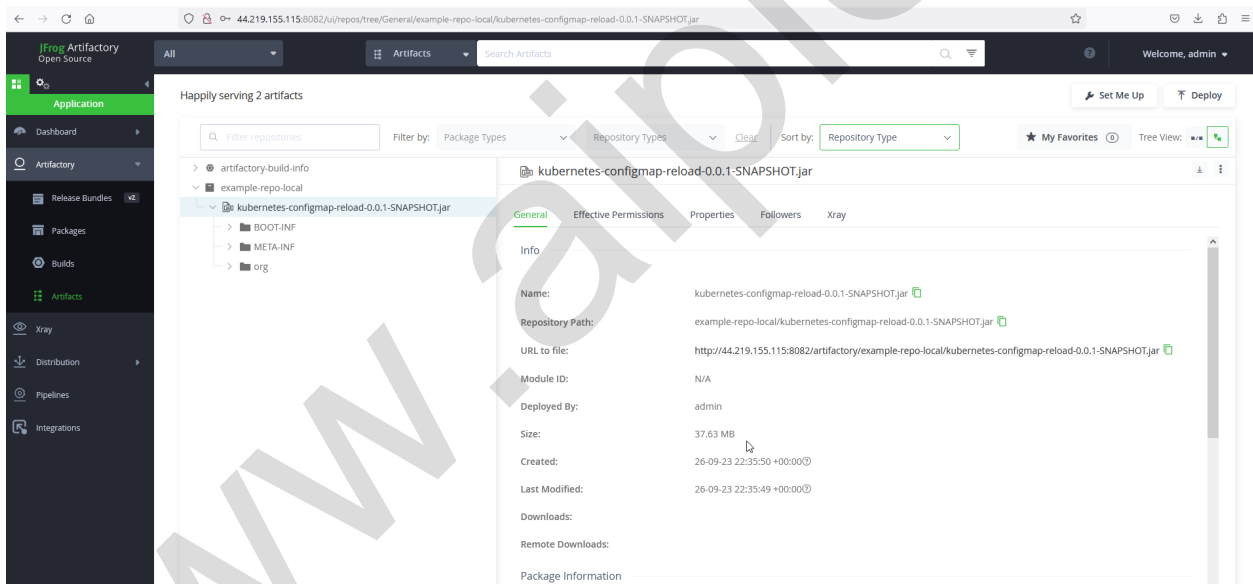 44.219.155.115:8082/ui/repos/tree/General/example-repo-local/kubernetes-configmap-reload-0.0.1-SNAPSHOT.jar
JFrog Artifactory
Open Source
All
Artifacts
Search Artifacts
Welcome, admin
Application
Happily serving 2 artifacts
Set Me Up
Deploy
Dashboard
Artifactory
Release Bundles v2
Packages
Builds
Artifacts
Xray
Distribution
Pipelines
Integrations
Filter repositories
Filter by: Package Types Repository Types Clear Sort by: Repository Type
My Favorites 0 Tree View:
artifactory-build-info
example-repo-local
kubernetes-configmap-reload-0.0.1-SNAPSHOT.jar
BOOT-INF
META-INF
org
kubernetes-configmap-reload-0.0.1-SNAPSHOT.jar
General Effective Permissions Properties Followers Xray
Info
Name: kubernetes-configmap-reload-0.0.1-SNAPSHOT.jar
Repository Path: example-repo-local/kubernetes-configmap-reload-0.0.1-SNAPSHOT.jar
URL to file: http://44.219.155.115:8082/artifactory/example-repo-local/kubernetes-configmap-reload-0.0.1-SNAPSHOT.jar
Module ID: N/A
Deployed By: admin
Size: 37.63 MB
Created: 26-09-23 22:35:50 +00:00
Last Modified: 26-09-23 22:35:49 +00:00
Downloads:
Remote Downloads:
Package Information